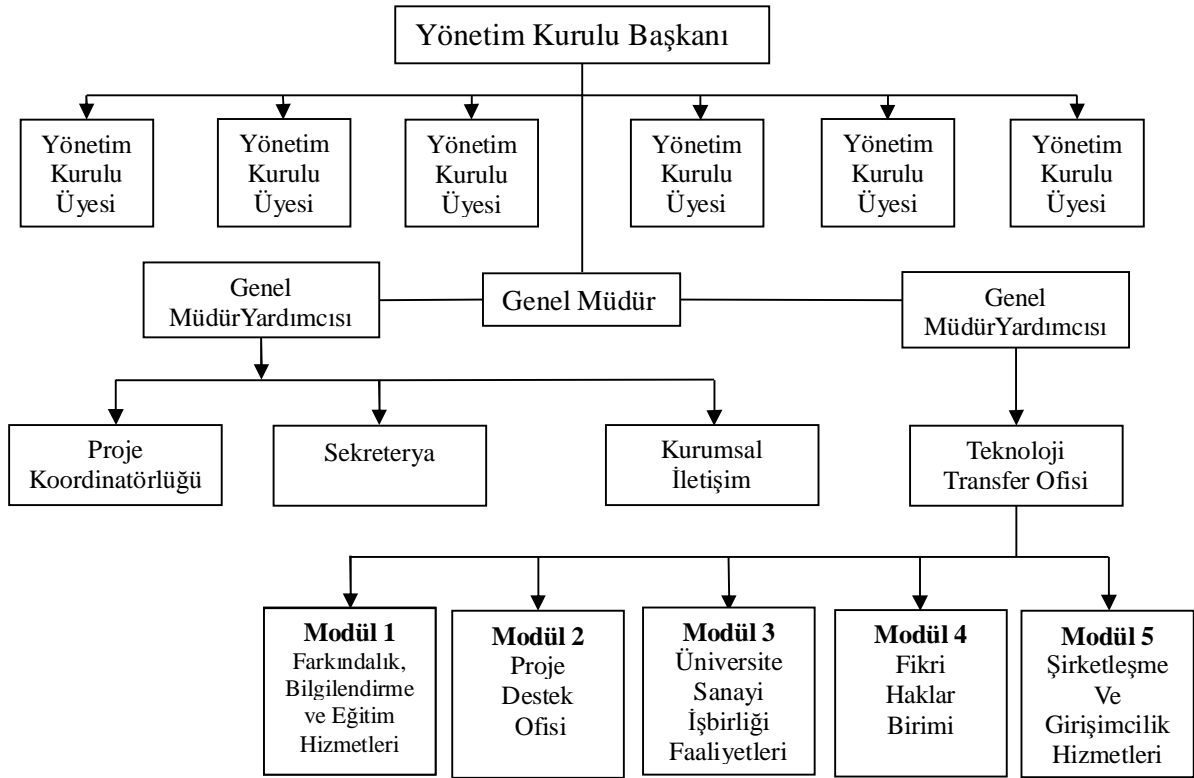 Yönetim Kurulu Başkanı
Yönetim
Kurulu
Üyesi
Yönetim
Kurulu
Üyesi
Yönetim
Kurulu
Üyesi
Yönetim
Kurulu
Üyesi
Yönetim
Kurulu
Üyesi
Yönetim
Kurulu
Üyesi
Genel
MüdürYardımcısı
Genel Müdür
Genel
MüdürYardımcısı
Proje
Koordinatörlüğü
Sekreterya
Kurumsal
İletişim
Teknoloji
Transfer Ofisi
Modül 1
Farkındalık,
Bilgilendirme
ve Eğitim
Hizmetleri
Modül 2
Proje
Destek
Ofisi
Modül 3
Üniversite
Sanayi
İşbirliği
Faaliyetleri
Modül 4
Fikri
Haklar
Birimi
Modül 5
Şirketleşme
Ve
Girişimcilik
Hizmetleri